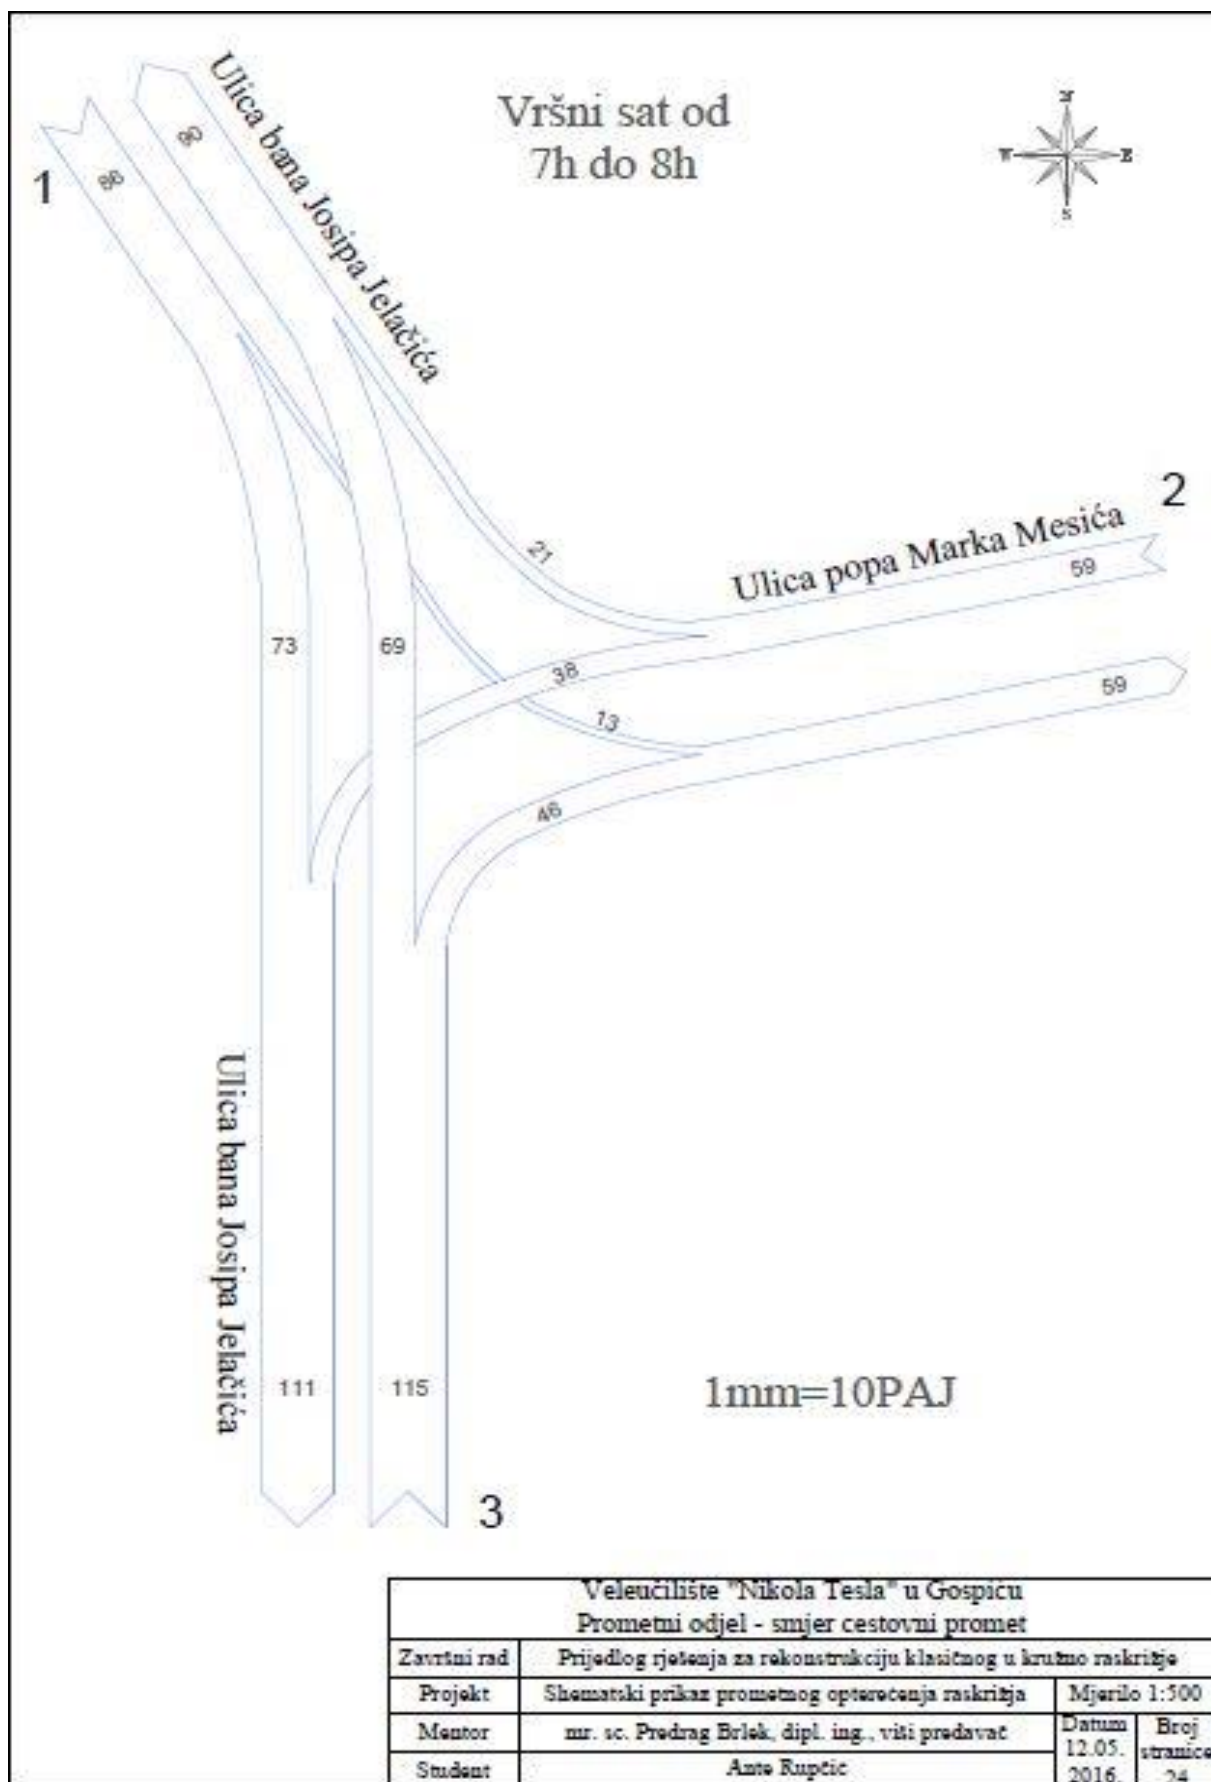 Ulica bana Josipa Jelačića
Vršni sat od
7h do 8h
N
W
E
S
1
2
Ulica popa Marka Mesića
21
59
73
69
38
59
13
46
Ulica bana Josipa Jelačića
111
115
1mm=10PAJ
3
Veleučilište "Nikola Tesla" u Gospiću
Prometni odjel - smjer cestovni promet
Završni rad
Prijedlog rješenja za rekonstrukciju klasičnog u kružno raskrižje
Projekt
Shematski prikaz prometnog opterećenja raskrižja
Mjerilo 1:500
Mentor
mr. sc. Predrag Brlek, dipl. ing., viši predavač
Datum
12.05.
2016.
Broj
stranice
24
Student
Ante Rupčić